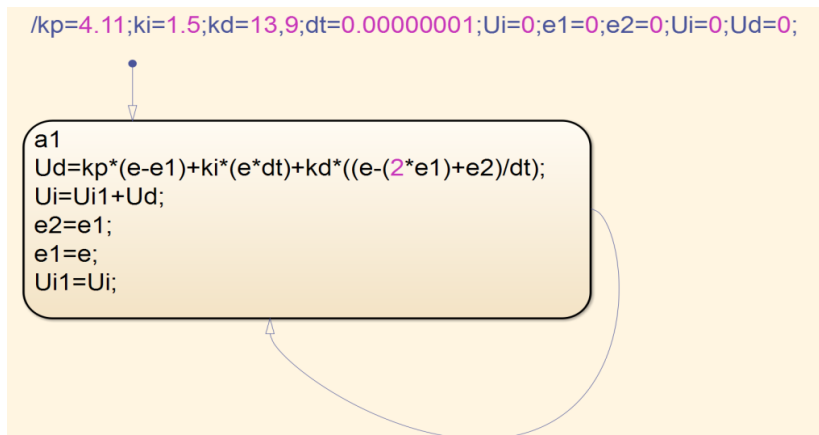 /kp=4.11;ki=1.5;kd=13,9;dt=0.00000001;Ui=0;e1=0;e2=0;Ui=0;Ud=0;
a1
Ud=kp*(e-e1)+ki*(e*dt)+kd*((e-(2*e1)+e2)/dt);
Ui=Ui1+Ud;
e2=e1;
e1=e;
Ui1=Ui;